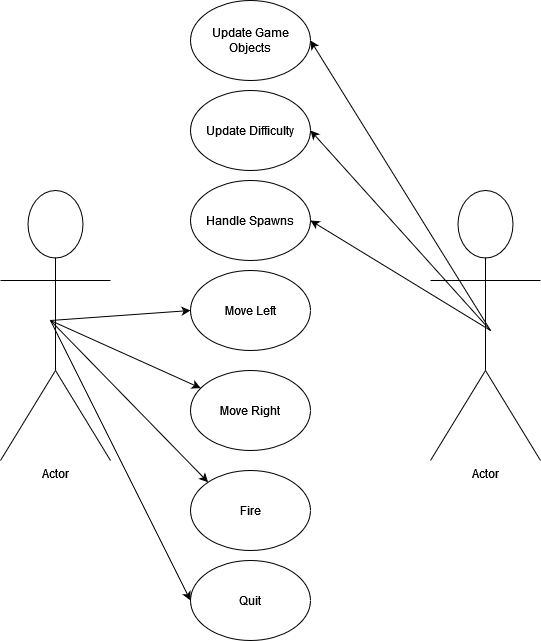 Update Game
Objects
Update Difficulty
Handle Spawns
Move Left
Move Right
Actor
Actor
Fire
Quit